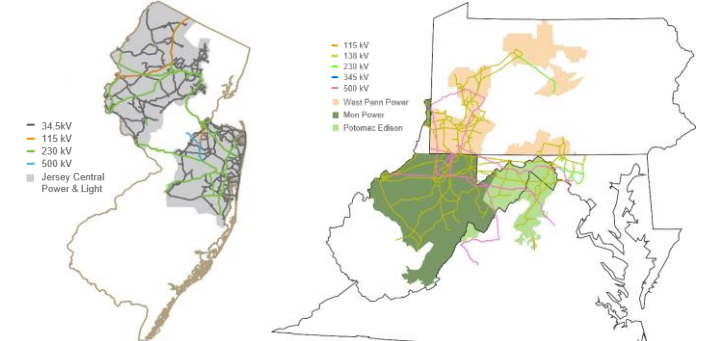 34.5kV
115 kV
230 kV
500 kV
Jersey Central
Power & Light
115 kV
138 kV
230 kV
345 kV
500 kV
West Penn Power
Mon Power
Potomac Edison